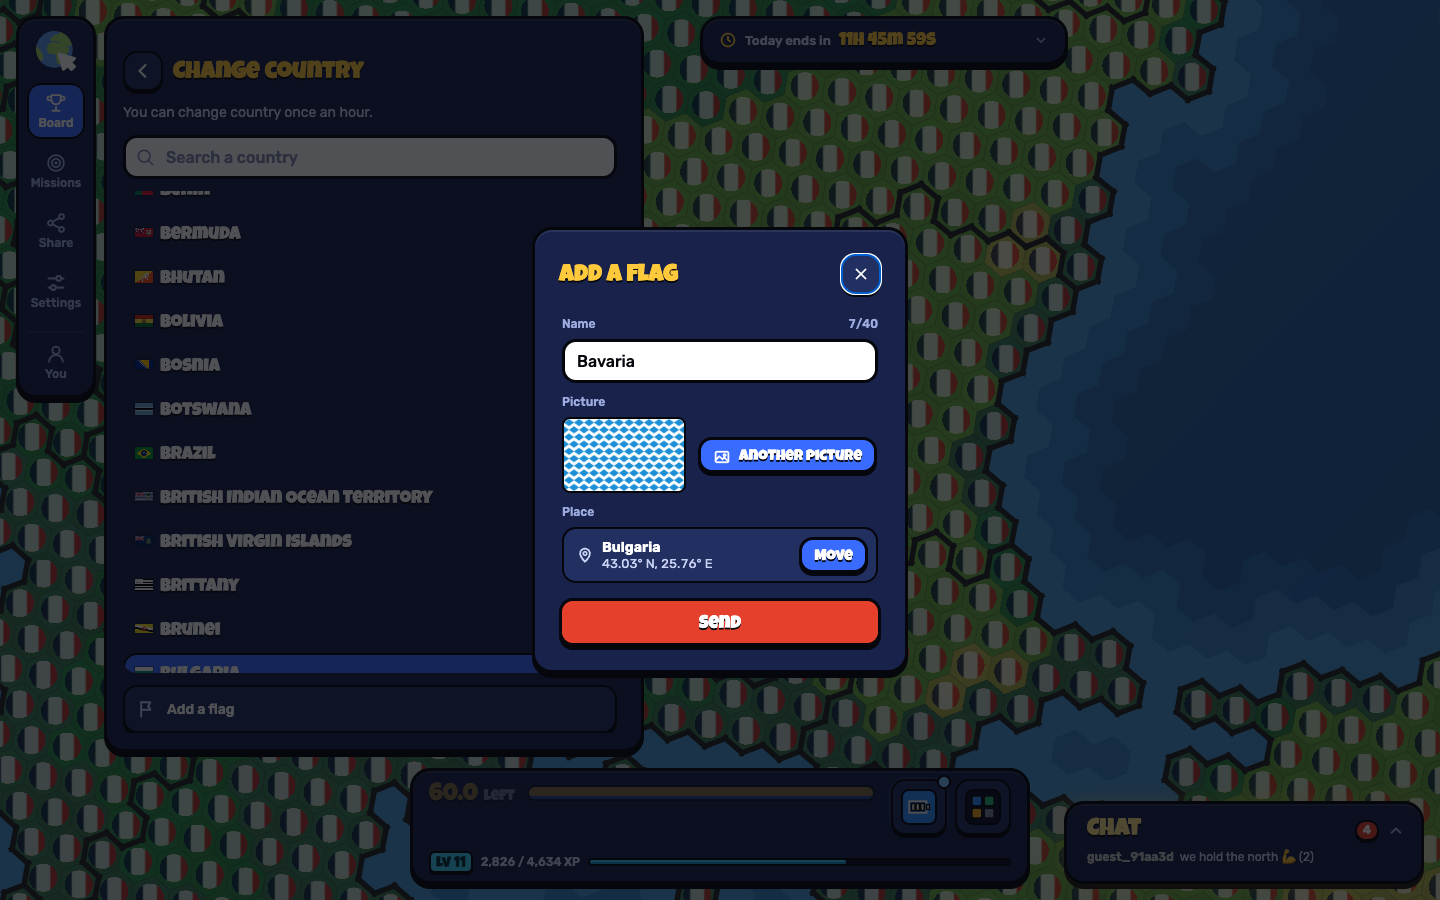 Board
Missions
Share
Settings
You
CHANGE COUNTRY
You can change country once an hour.
Search a country
BERMUDA
BHUTAN
BOLIVIA
BOSNIA
BOTSWANA
BRAZIL
BRITISH INDIAN OCEAN TERRITORY
BRITISH VIRGIN ISLANDS
BRITTANY
BRUNEI
BULGARIA
Add a flag
Today ends in 11H 45M 59S
ADD A FLAG
Name 7/40
Bavaria
Picture
ANOTHER PICTURE
Place
Bulgaria
43.03° N, 25.76° E
MOVE
SEND
60.0 LEFT
LV 11 2,826 / 4,634 XP
CHAT 4
guest_91aa3d we hold the north 💪 (2)